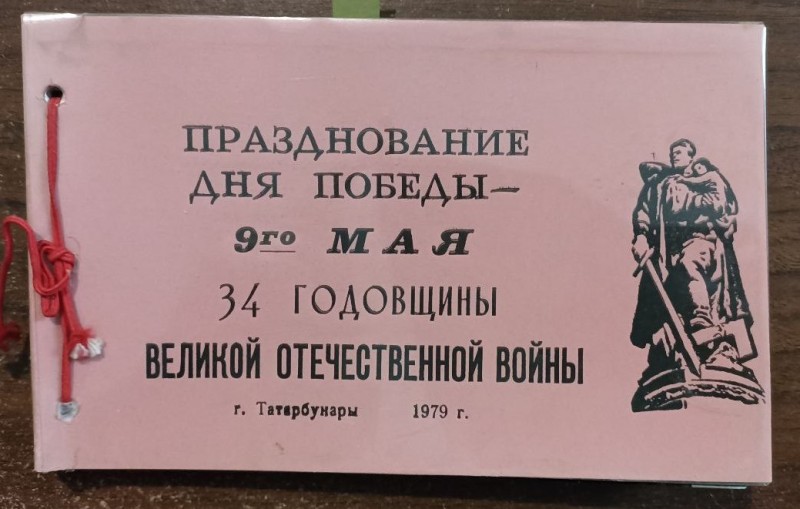 ПРАЗДНОВАНИЕ
ДНЯ ПОБЕДЫ—
9го МАЯ
34 ГОДОВЩИНЫ
ВЕЛИКОЙ ОТЕЧЕСТВЕННОЙ ВОЙНЫ
г. Татарбунары 1979 г.